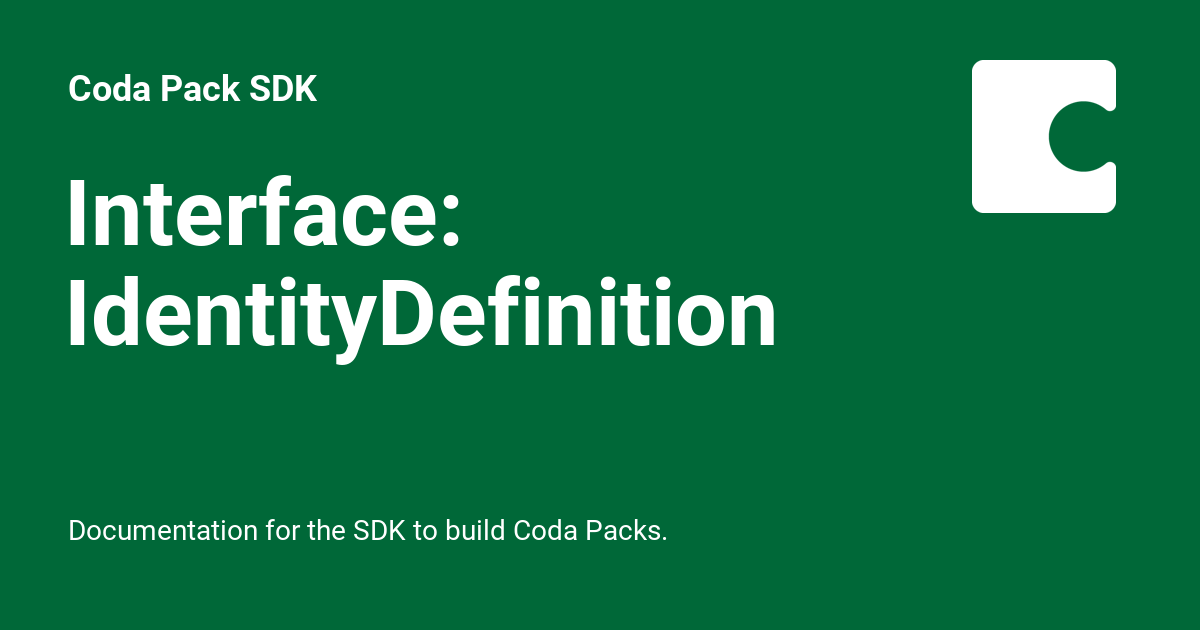 Coda Pack SDK
Interface:
IdentityDefinition
Documentation for the SDK to build Coda Packs.